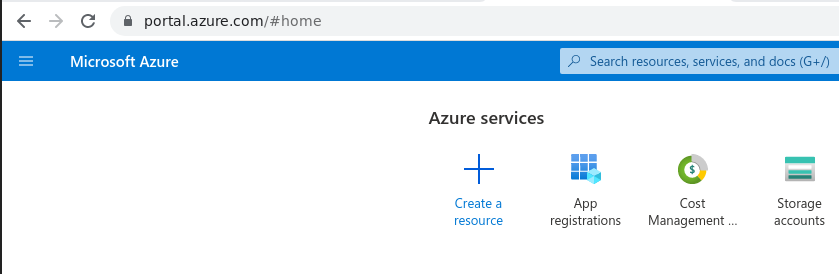 portal.azure.com/#home
Microsoft Azure
Search resources, services, and docs (G+/)
Azure services
Create a
resource
App
registrations
Cost
Management ...
Storage
accounts